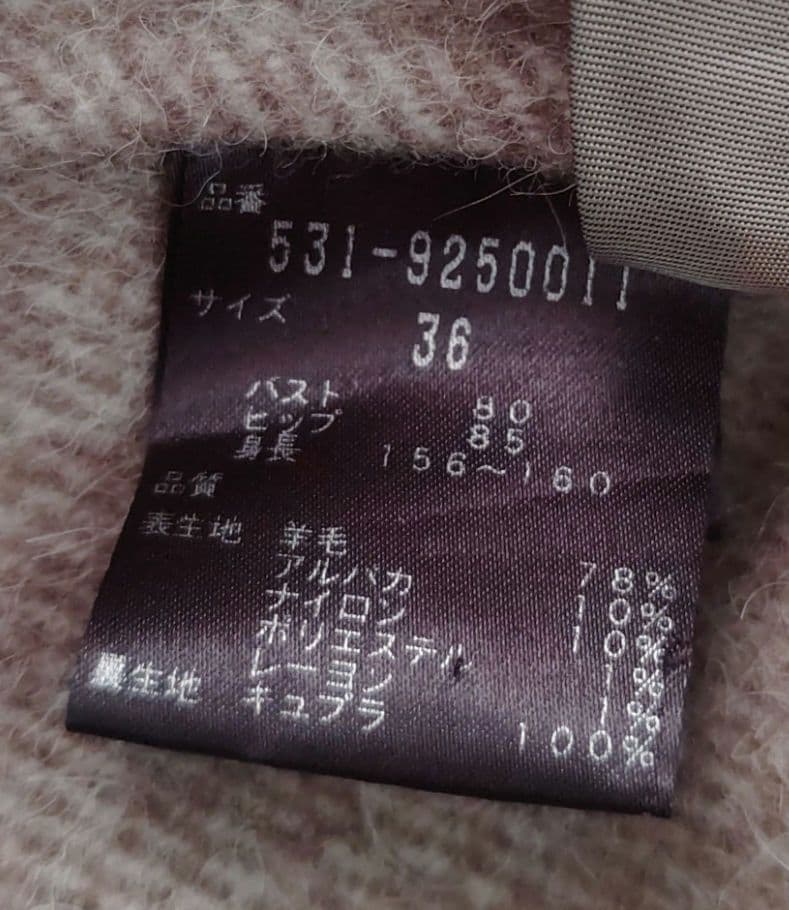 品番
531-9250011
サイズ
36
バスト 80
ヒップ 85
身長 156〜160
品質
表生地 羊毛 78%
アルパカ 10%
ナイロン 10%
ポリエステル 1%
レーヨン 1%
裏生地 キュプラ 100%